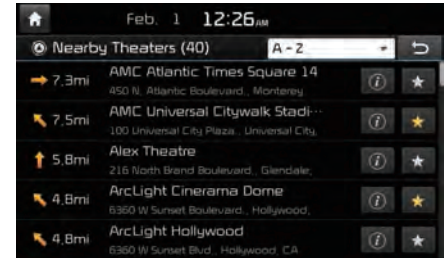 Feb. 1 12:26 AM
Nearby Theaters (40) A - Z
7.3mi AMC Atlantic Times Square 14
450 N. Atlantic Boulevard., Monterey
7.5mi AMC Universal Citywalk Stadi···
100 Universal City Plaza., Universal City,
5.8mi Alex Theatre
216 North Brand Boulevard., Glendale,
4.8mi ArcLight Cinerama Dome
6360 W Sunset Boulevard., Hollywood,
4.8mi ArcLight Hollywood
6360 W Sunset Blvd., Hollywood, CA